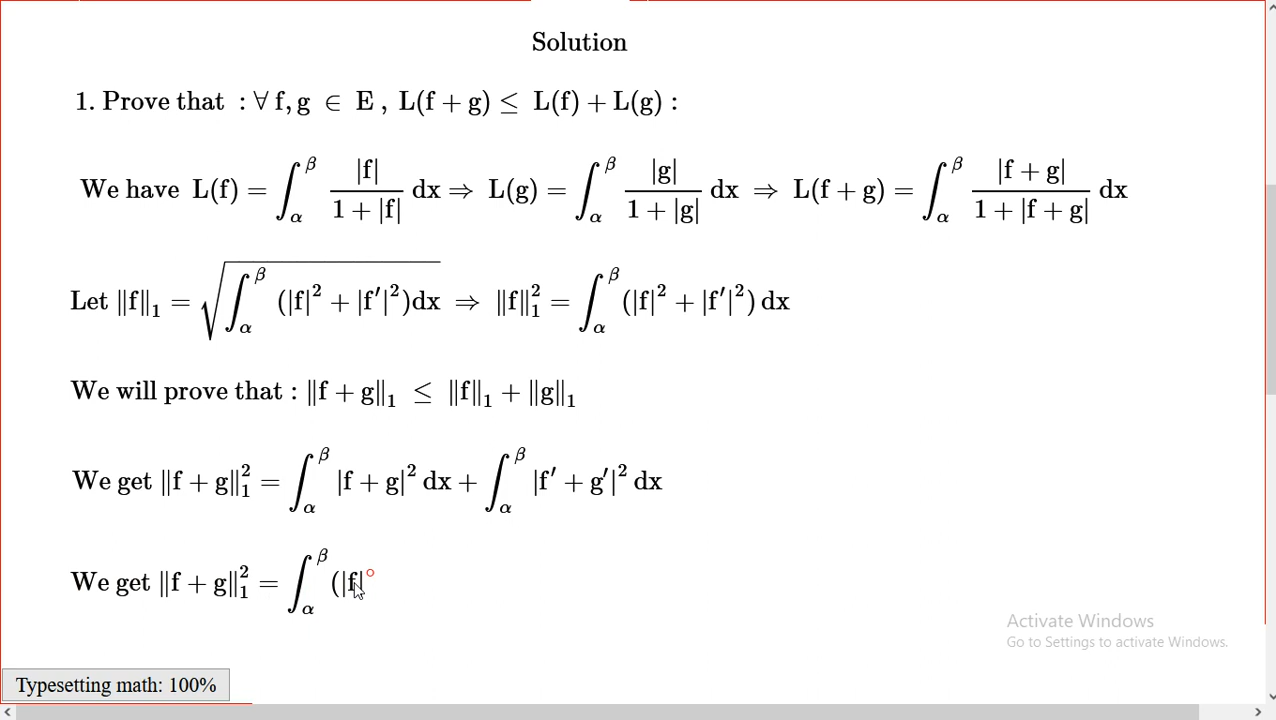 Solution
1. Prove that : ∀ f, g ∈ E , L(f + g) ≤ L(f) + L(g) :
We have L(f) = ∫_α^β |f| / (1 + |f|) dx ⇒ L(g) = ∫_α^β |g| / (1 + |g|) dx ⇒ L(f + g) = ∫_α^β |f + g| / (1 + |f + g|) dx
Let ‖f‖₁ = √(∫_α^β (|f|² + |f′|²)dx) ⇒ ‖f‖₁² = ∫_α^β (|f|² + |f′|²) dx
We will prove that : ‖f + g‖₁ ≤ ‖f‖₁ + ‖g‖₁
We get ‖f + g‖₁² = ∫_α^β |f + g|² dx + ∫_α^β |f′ + g′|² dx
We get ‖f + g‖₁² = ∫_α^β (|f|°
Activate Windows
Go to Settings to activate Windows.
Typesetting math: 100%